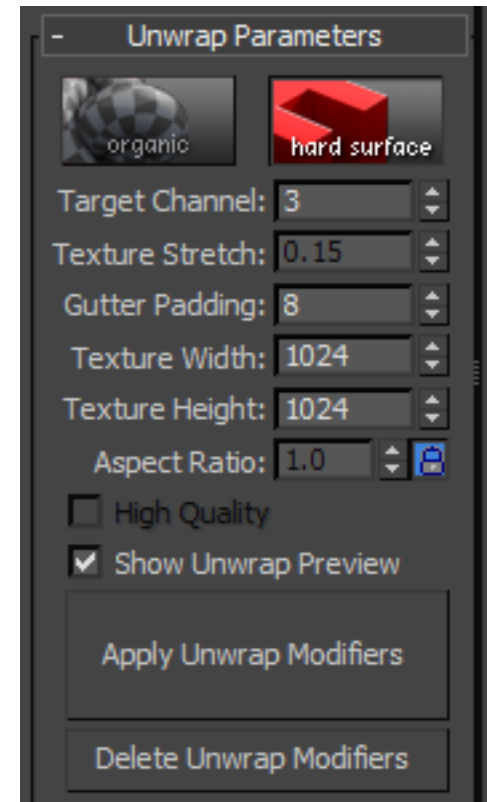 - Unwrap Parameters
organic hard surface
Target Channel: 3
Texture Stretch: 0.15
Gutter Padding: 8
Texture Width: 1024
Texture Height: 1024
Aspect Ratio: 1.0
High Quality
Show Unwrap Preview
Apply Unwrap Modifiers
Delete Unwrap Modifiers